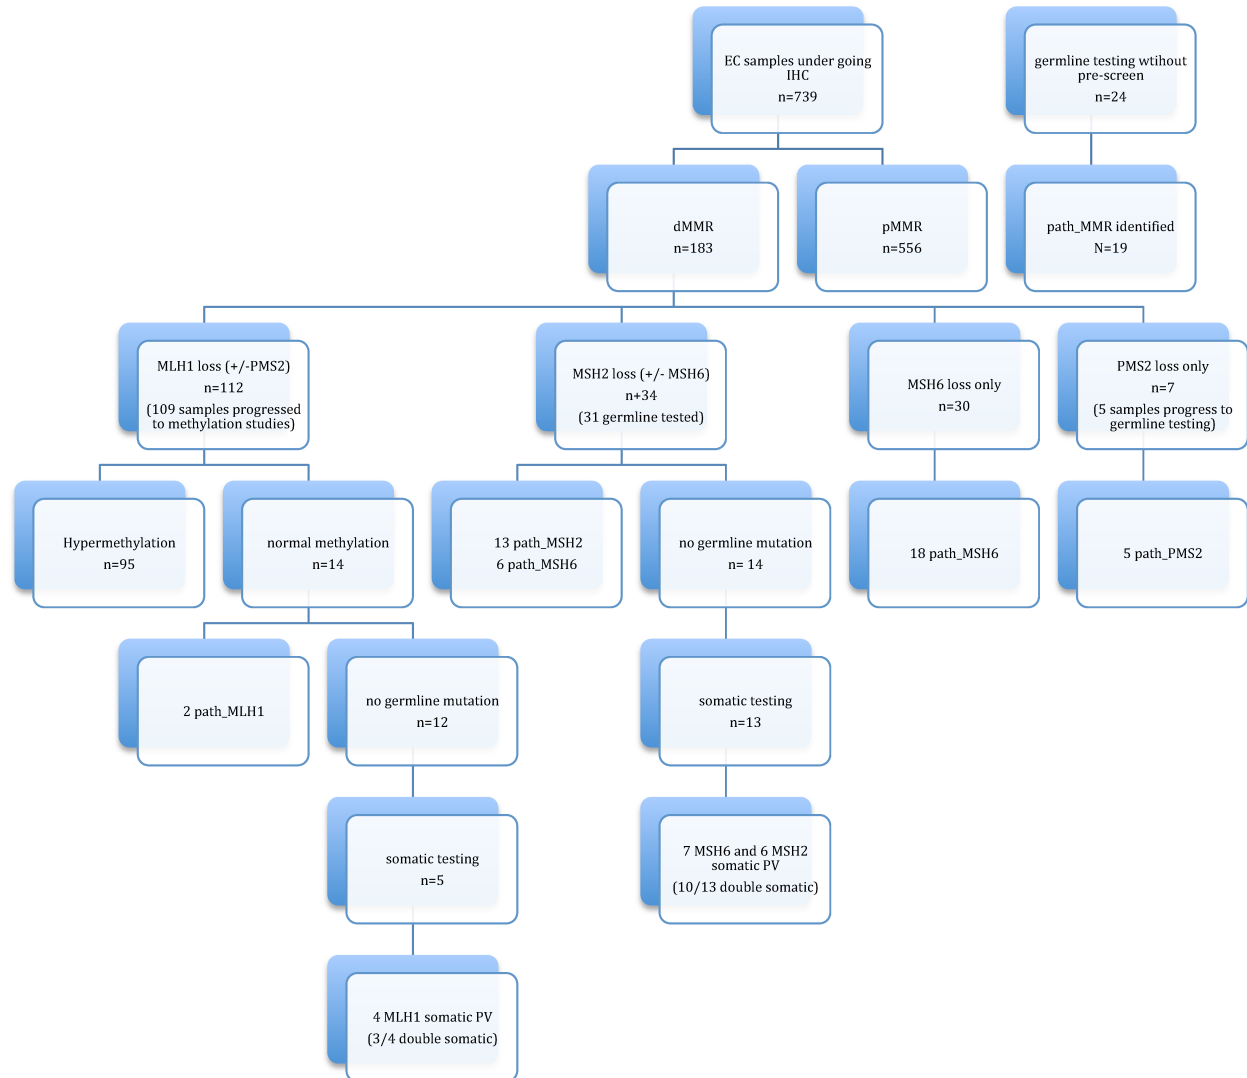 EC samples under going
IHC
n=739
germline testing wtihout
pre-screen
n=24
dMMR
n=183
pMMR
n=556
path_MMR identified
N=19
MLH1 loss (+/-PMS2)
n=112
(109 samples progressed
to methylation studies)
MSH2 loss (+/- MSH6)
n+34
(31 germline tested)
MSH6 loss only
n=30
PMS2 loss only
n=7
(5 samples progress to
germline testing)
Hypermethylation
n=95
normal methylation
n=14
13 path_MSH2
6 path_MSH6
no germline mutation
n= 14
18 path_MSH6
5 path_PMS2
2 path_MLH1
no germline mutation
n=12
somatic testing
n=13
somatic testing
n=5
7 MSH6 and 6 MSH2
somatic PV
(10/13 double somatic)
4 MLH1 somatic PV
(3/4 double somatic)